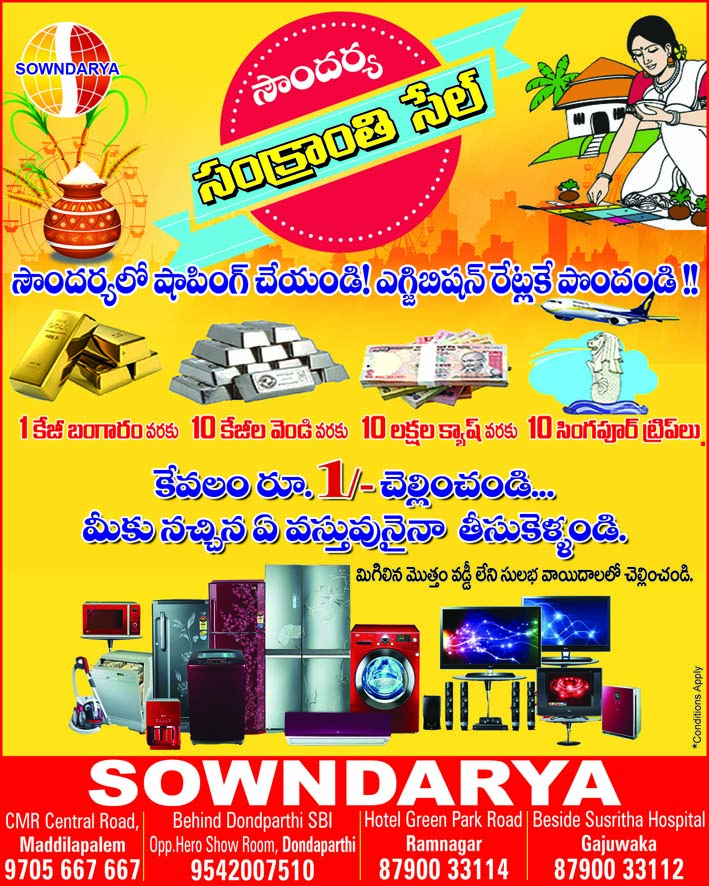 SOWNDARYA
సౌందర్య
సంక్రాంతి సేల్
సౌందర్యలో షాపింగ్ చేయండి! ఎగ్జిబిషన్ రేట్లకే పొందండి !!
1 కేజీ బంగారం వరకు 10 కేజీల వెండి వరకు 10 లక్షల క్యాష్ వరకు 10 సింగపూర్ ట్రిప్‌లు.
కేవలం రూ. 1/- చెల్లించండి...
మీకు నచ్చిన ఏ వస్తువునైనా తీసుకెళ్ళండి.
మిగిలిన మొత్తం వడ్డీ లేని సులభ వాయిదాలలో చెల్లించండి.
*Conditions Apply
SOWNDARYA
CMR Central Road,
Maddilapalem
9705 667 667
Behind Dondparthi SBI
Opp.Hero Show Room, Dondaparthi
9542007510
Hotel Green Park Road
Ramnagar
87900 33114
Beside Susritha Hospital
Gajuwaka
87900 33112